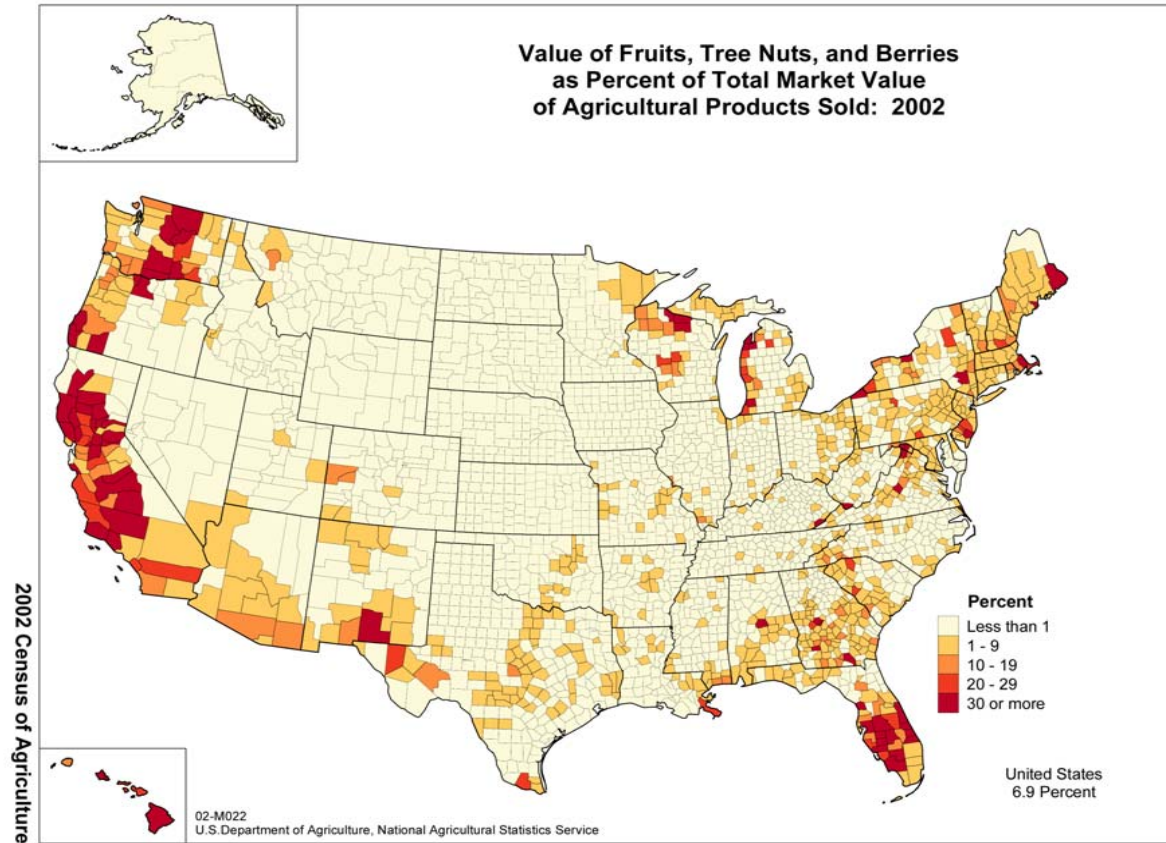 Value of Fruits, Tree Nuts, and Berries
as Percent of Total Market Value
of Agricultural Products Sold: 2002
Percent
Less than 1
1 - 9
10 - 19
20 - 29
30 or more
United States
6.9 Percent
02-M022
U.S.Department of Agriculture, National Agricultural Statistics Service
2002 Census of Agriculture